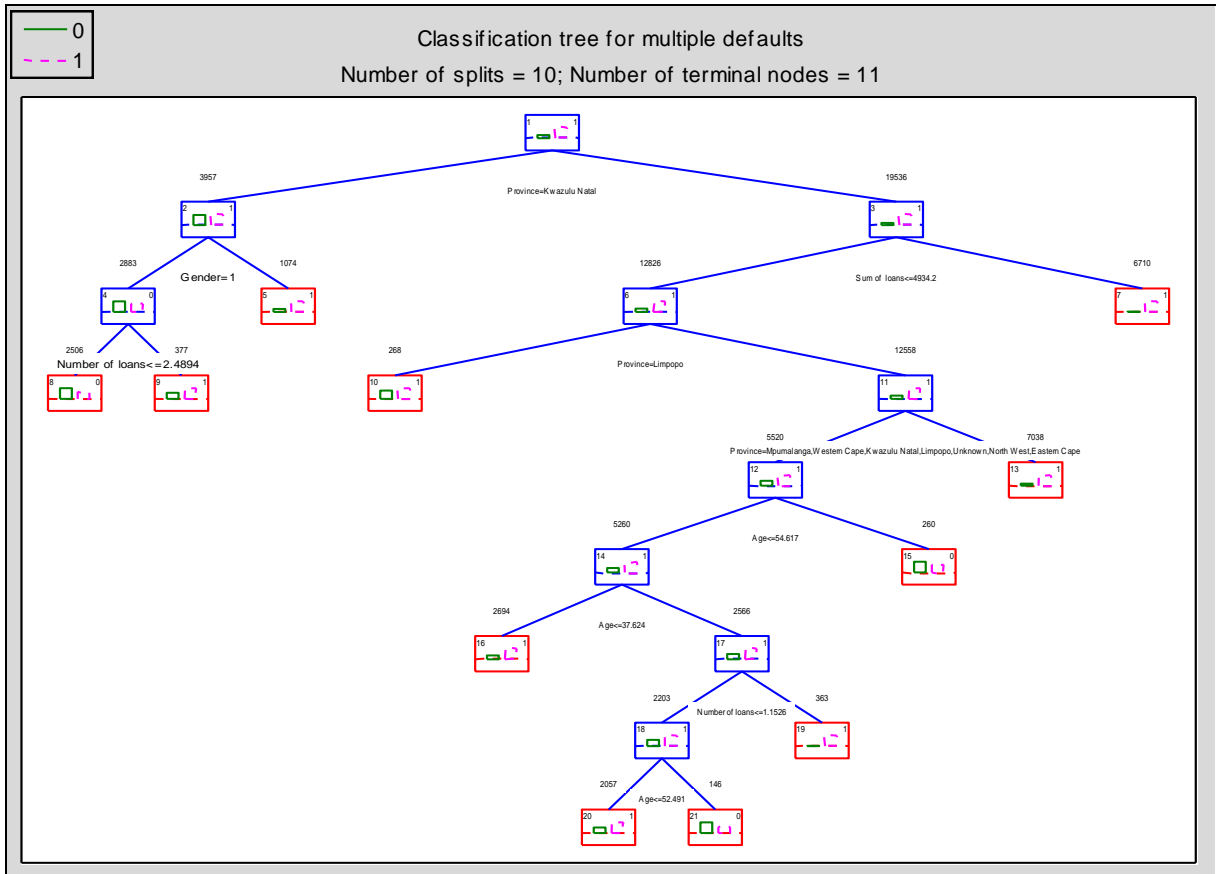 0
1
Classification tree for multiple defaults
Number of splits = 10; Number of terminal nodes = 11
1 1
3957 19536
Province=Kwazulu Natal
2 1 3 1
2883 1074 12826 6710
Gender=1 Sum of loans<=4934.2
4 0 5 1 6 1 7 1
2506 377 268 12558
Number of loans<=2.4894 Province=Limpopo
8 0 9 1 10 1 11 1
5520 7038
Province=Mpumalanga,Western Cape,Kwazulu Natal,Limpopo,Unknown,North West,Eastern Cape
12 1 13 1
5260 260
Age<=54.617
14 1 15 0
2694 2566
Age<=37.624
16 1 17 1
2203 363
Number of loans<=1.1526
18 1 19 1
2057 146
Age<=52.491
20 1 21 0